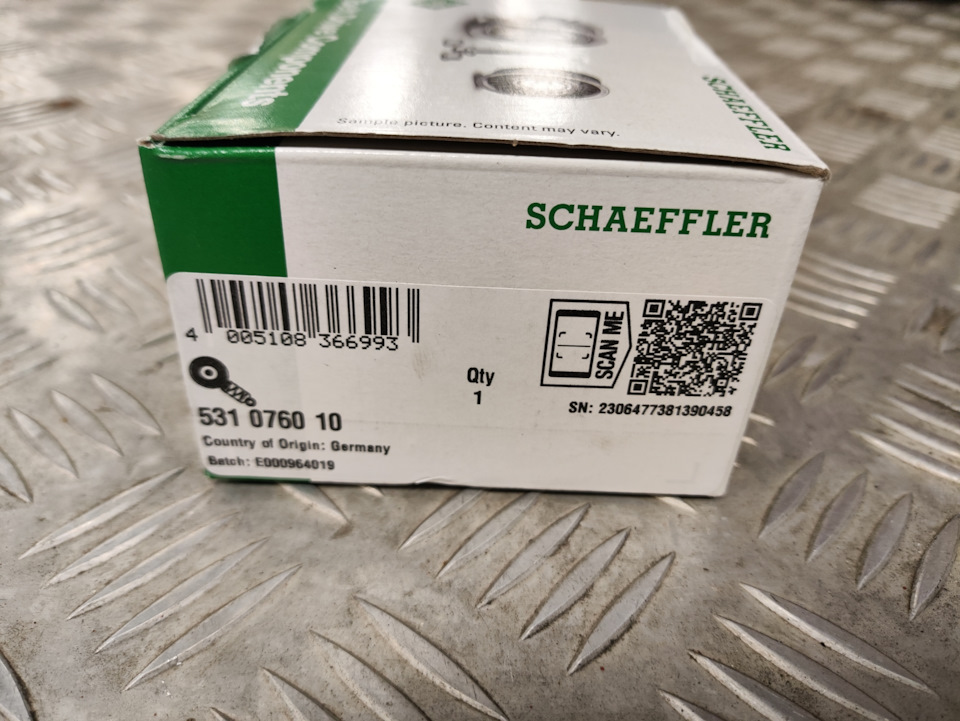 components
Sample picture. Content may vary.
SCHAEFFLER
SCHAEFFLER
4 005108 366993
SCAN ME
Qty
1
SN: 2306477381390458
531 0760 10
Country of Origin: Germany
Batch: E000964019